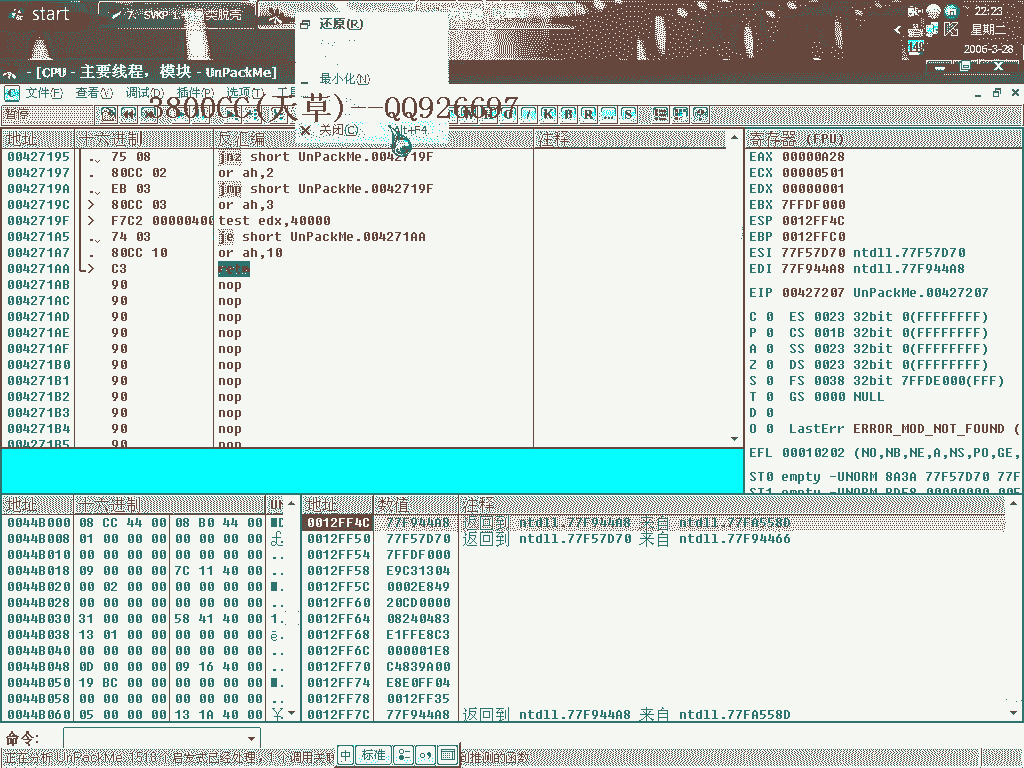 start
7. SVKP 1.
类脱壳
22:23
星期二
2006-3-28
还原(R)
最小化(N)
关闭(C) Alt+F4
- [CPU - 主要线程, 模块 - UnPackMe]
文件(F) 查看(V) 调试(D) 插件(P) 选项(T)
3800CC(天草)--QQ926697
暂停
地址 十六进制 反汇编 注释
00427195 . 75 08 jnz short UnPackMe.0042719F
00427197 . 80CC 02 or ah,2
0042719A . EB 03 jmp short UnPackMe.0042719F
0042719C > 80CC 03 or ah,3
0042719F > F7C2 00000400 test edx,40000
004271A5 . 74 03 je short UnPackMe.004271AA
004271A7 . 80CC 10 or ah,10
004271AA > C3 retn
004271AB 90 nop
004271AC 90 nop
004271AD 90 nop
004271AE 90 nop
004271AF 90 nop
004271B0 90 nop
004271B1 90 nop
004271B2 90 nop
004271B3 90 nop
004271B4 90 nop
004271B5 90 nop
寄存器 (FPU)
EAX 00000A28
ECX 00000501
EDX 00000001
EBX 7FFDF000
ESP 0012FF4C
EBP 0012FFC0
ESI 77F57D70 ntdll.77F57D70
EDI 77F944A8 ntdll.77F944A8
EIP 00427207 UnPackMe.00427207
C 0 ES 0023 32bit 0(FFFFFFFF)
P 0 CS 001B 32bit 0(FFFFFFFF)
A 0 SS 0023 32bit 0(FFFFFFFF)
Z 0 DS 0023 32bit 0(FFFFFFFF)
S 0 FS 0038 32bit 7FFDE000(FFF)
T 0 GS 0000 NULL
D 0
O 0 LastErr ERROR_MOD_NOT_FOUND (
EFL 00010202 (NO,NB,NE,A,NS,PO,GE,
ST0 empty -UNORM 8A3A 77F57D70 77F
地址 十六进制
0044B000 08 CC 44 00 08 B0 44 00
0044B008 01 00 00 00 00 00 00 00
0044B010 00 00 00 00 00 00 00 00
0044B018 09 00 00 00 7C 11 40 00
0044B020 00 02 00 00 00 00 00 00
0044B028 00 00 00 00 00 00 00 00
0044B030 31 00 00 00 58 41 40 00
0044B038 13 01 00 00 00 00 00 00
0044B040 00 00 00 00 00 00 00 00
0044B048 0D 00 00 00 09 16 40 00
0044B050 19 BC 00 00 00 00 00 00
0044B058 00 00 00 00 00 00 00 00
0044B060 05 00 00 00 13 1A 40 00
地址 数值 注释
0012FF4C 77F944A8 返回到 ntdll.77F944A8 来自 ntdll.77FA558D
0012FF50 77F57D70 返回到 ntdll.77F57D70 来自 ntdll.77F94466
0012FF54 7FFDF000
0012FF58 E9C31304
0012FF5C 0002E849
0012FF60 20CD0000
0012FF64 08240483
0012FF68 E1FFE8C3
0012FF6C 000001E8
0012FF70 C4839A00
0012FF74 E8E0FF04
0012FF78 0012FF35
0012FF7C 77F944A8 返回到 ntdll.77F944A8 来自 ntdll.77FA558D
命令:
中 标准
正在分析 UnPackMe: 1518 个启发式已经处理, 推测的函数